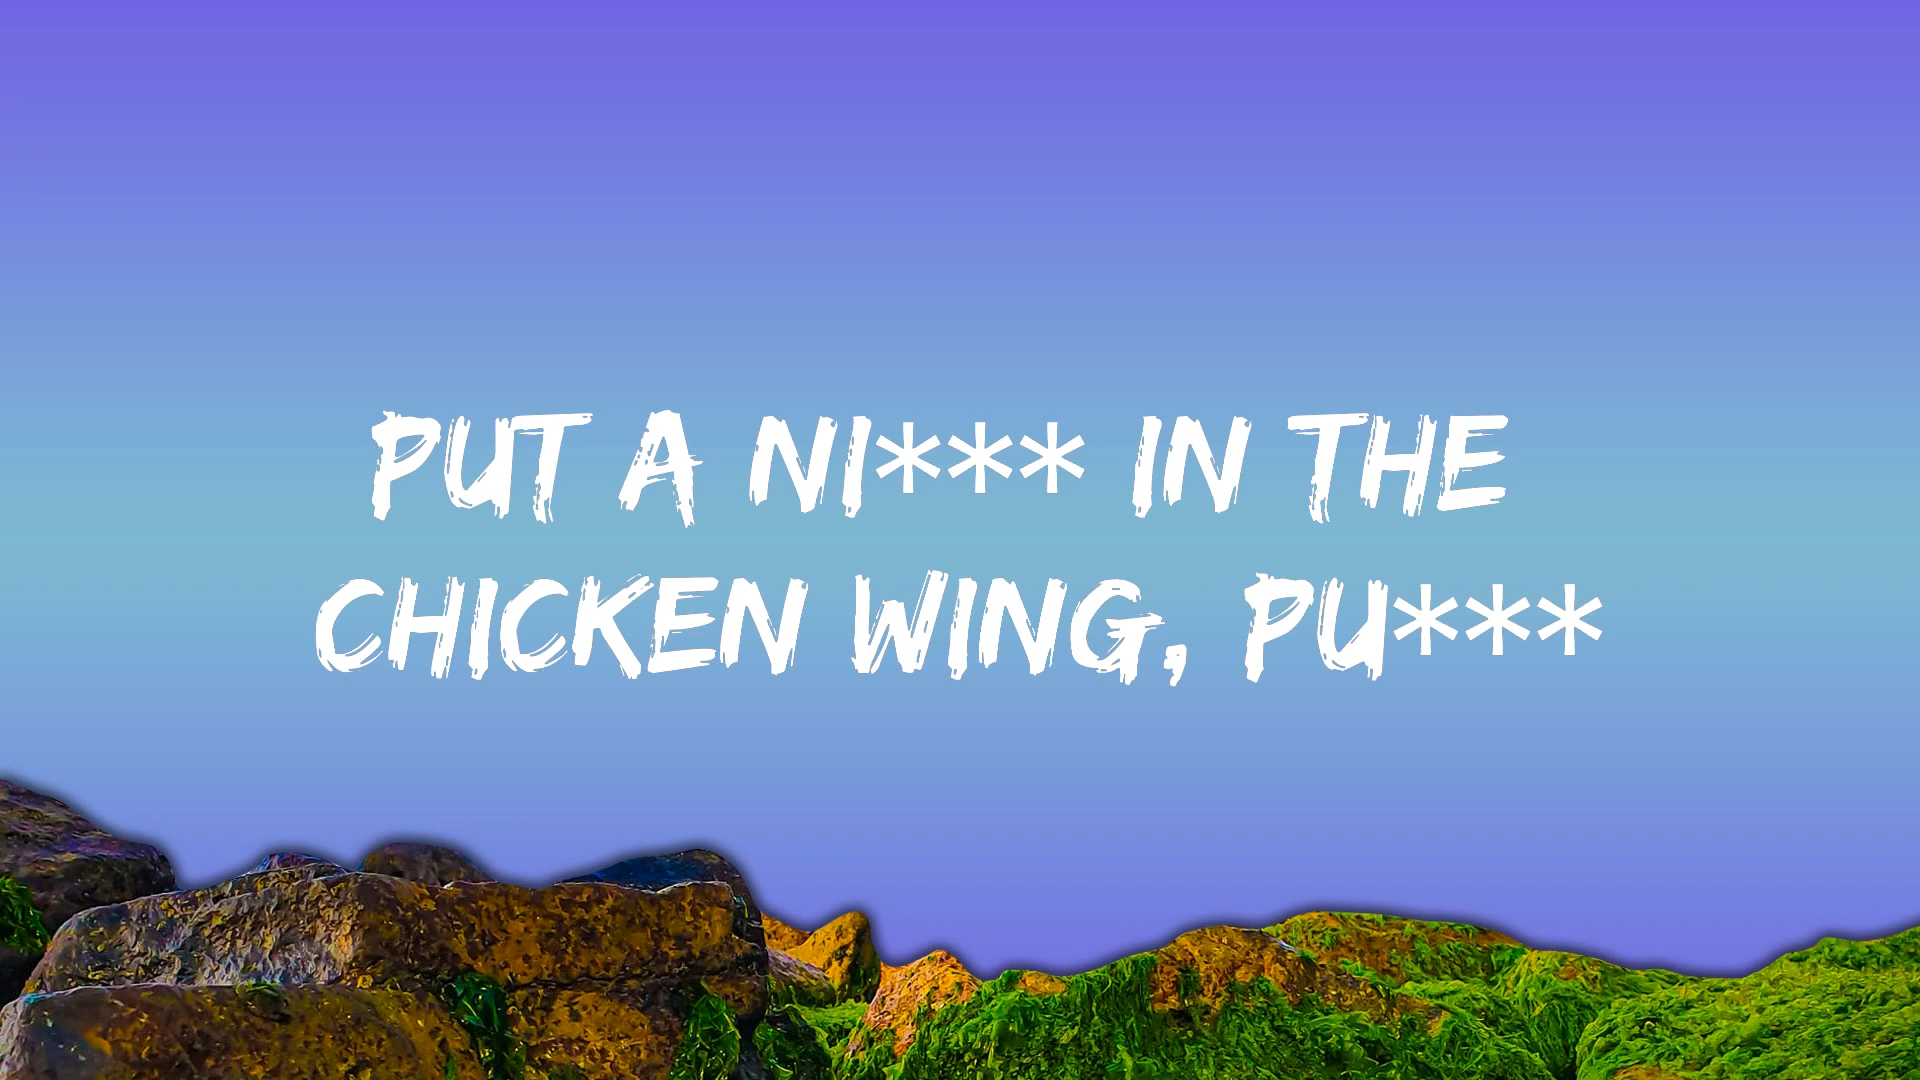 PUT A NI*** IN THE
CHICKEN WING, PU***